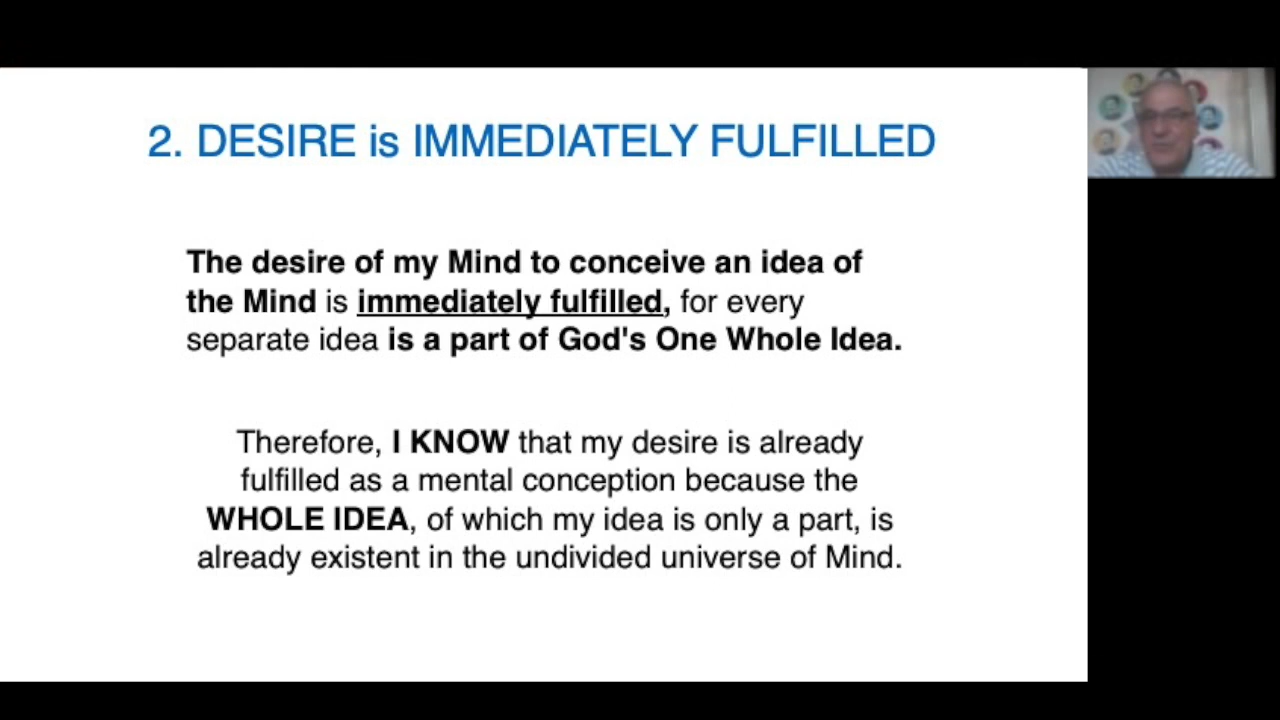 2. DESIRE is IMMEDIATELY FULFILLED
The desire of my Mind to conceive an idea of
the Mind is immediately fulfilled, for every
separate idea is a part of God's One Whole Idea.
Therefore, I KNOW that my desire is already
fulfilled as a mental conception because the
WHOLE IDEA, of which my idea is only a part, is
already existent in the undivided universe of Mind.